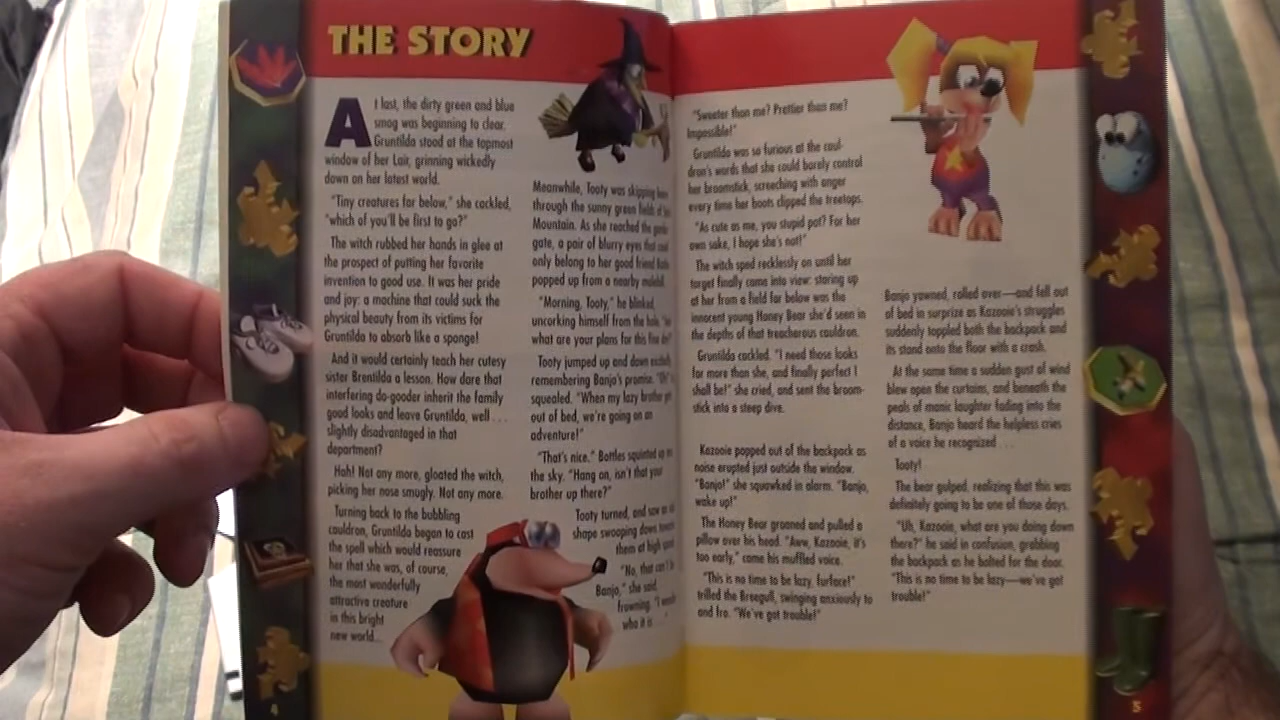 THE STORY
At last, the dirty green and blue
smog was beginning to clear.
Gruntilda stood at the topmost
window of her Lair, grinning wickedly
down on her latest world.
"Tiny creatures far below," she cackled,
"which of you'll be first to go?"
The witch rubbed her hands in glee at
the prospect of putting her favorite
invention to good use. It was her pride
and joy: a machine that could suck the
physical beauty from its victims for
Gruntilda to absorb like a sponge!
And it would certainly teach her cutesy
sister Brentilda a lesson. How dare that
interfering do-gooder inherit the family
good looks and leave Gruntilda, well . . .
slightly disadvantaged in that
department?
Hah! Not any more, gloated the witch,
picking her nose smugly. Not any more.
Turning back to the bubbling
cauldron, Gruntilda began to cast
the spell which would reassure
her that she was, of course,
the most wonderfully
attractive creature
in this bright
new world...
4
Meanwhile, Tooty was skipping
through the sunny green fields of
Mountain. As she reached the
gate, a pair of blurry eyes that could
only belong to her good friend
popped up from a nearby molehill.
"Morning, Tooty," he blinked,
uncorking himself from the hole,
what are your plans for this fine day?"
Tooty jumped up and down excitedly,
remembering Banjo's promise. "Oh!"
squealed. "When my lazy brother
out of bed, we're going on an
adventure!"
"That's nice." Bottles squinted up
the sky. "Hang on, isn't that your
brother up there?"
Tooty turned, and saw
shape swooping down
them at high
"No, that can't
Banjo," she said,
frowning. "I
who it is
"Sweeter than me? Prettier than me?
Impossible!"
Gruntilda was so furious at the caul-
dron's words that she could barely control
her broomstick, screeching with anger
every time her boots clipped the treetops.
"As cute as me, you stupid pot? For her
own sake, I hope she's not!"
The witch sped recklessly on until her
target finally came into view: staring up
at her from a field far below was the
innocent young Honey Bear she'd seen in
the depths of that treacherous cauldron.
Gruntilda cackled. "I need those looks
far more than she, and finally perfect I
shall be!" she cried, and sent the broom-
stick into a steep dive.
Kazooie popped out of the backpack as
noise erupted just outside the window.
"Banjo!" she squawked in alarm. "Banjo,
wake up!"
The Honey Bear groaned and pulled a
pillow over his head. "Aww, Kazooie, it's
too early," came his muffled voice.
"This is no time to be lazy, furface!"
trilled the Breegull, swinging anxiously to
and fro. "We've got trouble!"
Banjo yawned, rolled over—and fell out
of bed in surprise as Kazooie's struggles
suddenly toppled both the backpack and
its stand onto the floor with a crash.
At the same time a sudden gust of wind
blew open the curtains, and beneath the
peals of manic laughter fading into the
distance, Banjo heard the helpless cries
of a voice he recognized . . .
Tooty!
The bear gulped, realizing that this was
definitely going to be one of those days.
"Uh, Kazooie, what are you doing down
there?" he said in confusion, grabbing
the backpack as he bolted for the door.
"This is no time to be lazy—we've got
trouble!"
5